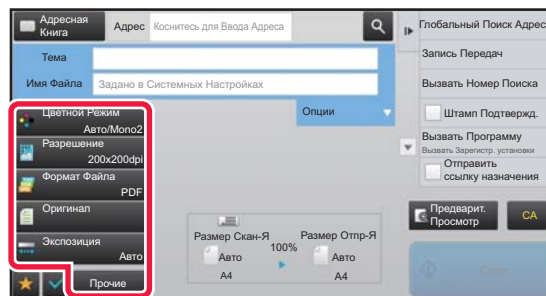 Адресная
Книга
Адрес
Коснитесь для Ввода Адреса
Тема
Имя Файла
Задано в Системных Настройках
Опции
Цветной Режим
Авто/Mono2
Разрешение
200x200dpi
Формат Файла
PDF
Оригинал
Экспозиция
Авто
Прочие
Размер Скан-Я
Авто
A4
100%
Размер Отпр-Я
Авто
A4
Глобальный Поиск Адрес
Запись Передач
Вызвать Номер Поиска
Штамп Подтвержд.
Вызвать Программу
Вызвать Зарегистр. установки
Отправить
ссылку назначения
Предварит.
Просмотр
CA
Старт